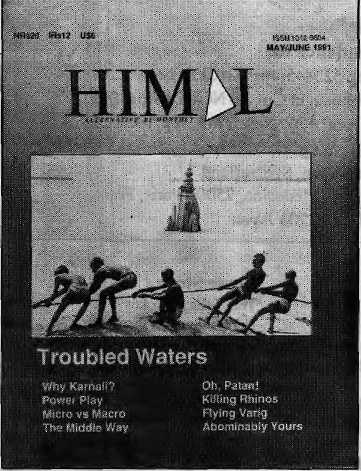 NRs20 IRs12 US$
ISSN 1012 9804
MAY/JUNE 1991
HIMAL
ALTERNATIVE BI-MONTHLY
Troubled Waters
Why Karnali?
Power Play
Micro vs Macro
The Middle Way
Oh, Patan!
Killing Rhinos
Flying Varig
Abominably Yours